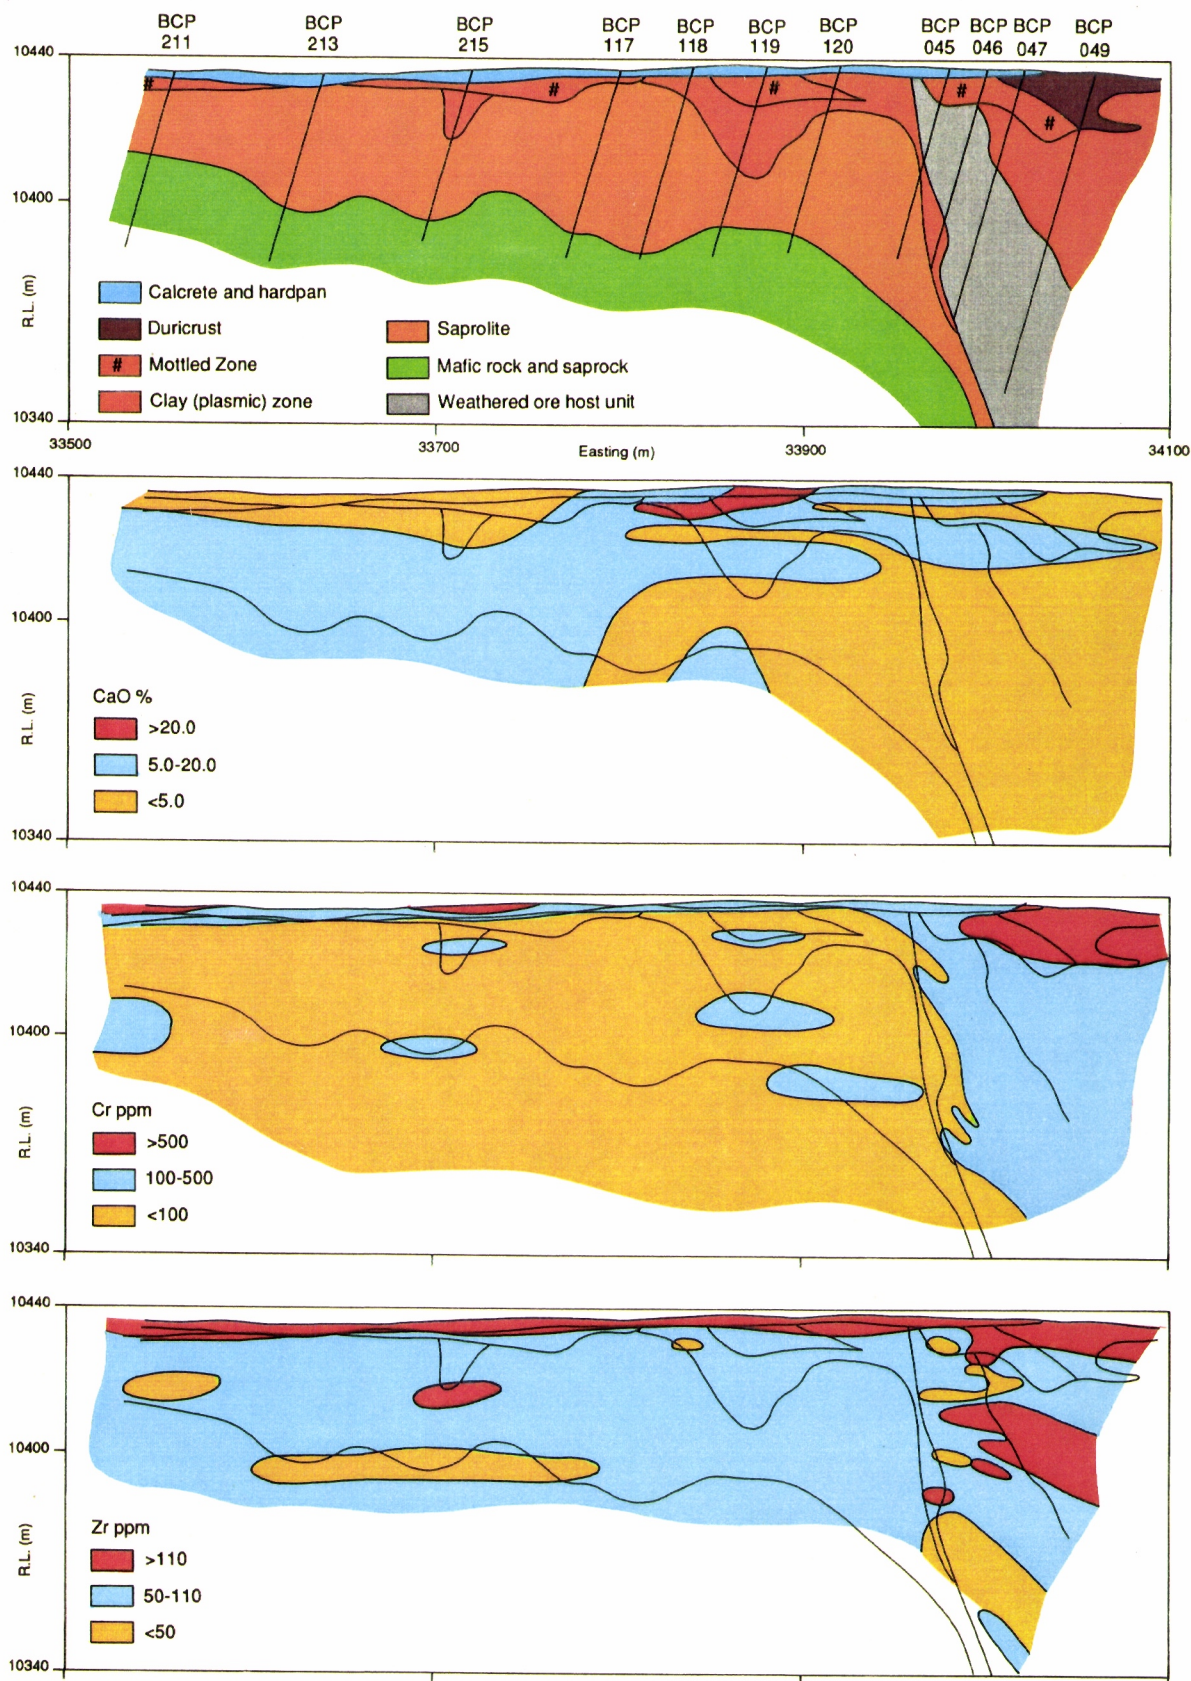 BCP 211
BCP 213
BCP 215
BCP 117
BCP 118
BCP 119
BCP 120
BCP 045
BCP 046
BCP 047
BCP 049
10440
#
#
#
#
#
10400
R.L. (m)
Calcrete and hardpan
Duricrust
# Mottled Zone
Clay (plasmic) zone
Saprolite
Mafic rock and saprock
Weathered ore host unit
10340
33500
33700
Easting (m)
33900
34100
10440
10400
R.L. (m)
CaO %
>20.0
5.0-20.0
<5.0
10340
10440
10400
R.L. (m)
Cr ppm
>500
100-500
<100
10340
10440
10400
R.L. (m)
Zr ppm
>110
50-110
<50
10340